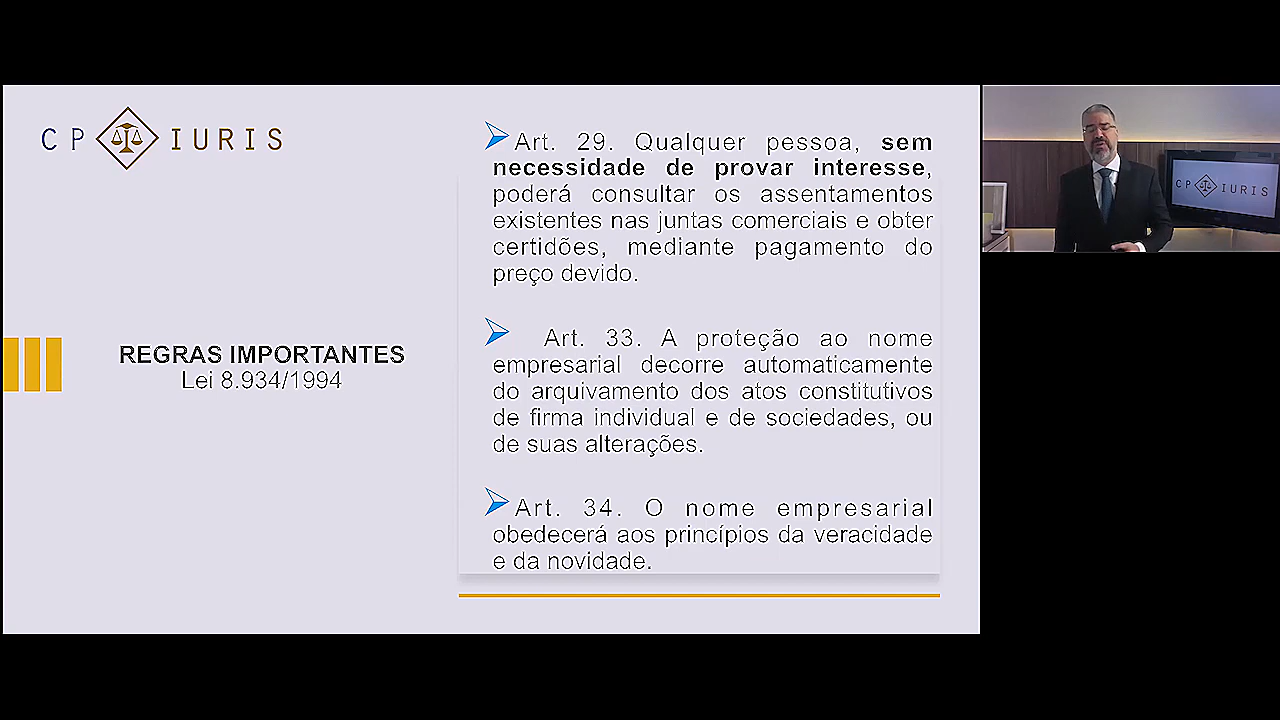 CP IURIS
REGRAS IMPORTANTES
Lei 8.934/1994
Art. 29. Qualquer pessoa, sem
necessidade de provar interesse,
poderá consultar os assentamentos
existentes nas juntas comerciais e obter
certidões, mediante pagamento do
preço devido.
Art. 33. A proteção ao nome
empresarial decorre automaticamente
do arquivamento dos atos constitutivos
de firma individual e de sociedades, ou
de suas alterações.
Art. 34. O nome empresarial
obedecerá aos princípios da veracidade
e da novidade.
CP IURIS